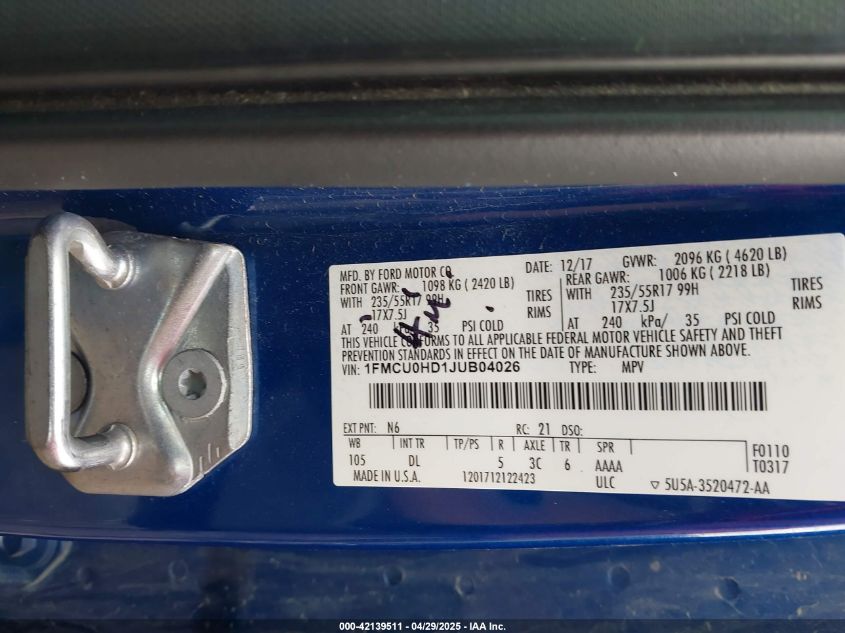 MFD. BY FORD MOTOR CO. DATE: 12/17 GVWR: 2096 KG ( 4620 LB)
FRONT GAWR: 1098 KG ( 2420 LB) REAR GAWR: 1006 KG ( 2218 LB)
WITH 235/55R17 99H TIRES WITH 235/55R17 99H TIRES
17X7.5J RIMS 17X7.5J RIMS
AT 240 kPa/ 35 PSI COLD AT 240 kPa/ 35 PSI COLD
THIS VEHICLE CONFORMS TO ALL APPLICABLE FEDERAL MOTOR VEHICLE SAFETY AND THEFT
PREVENTION STANDARDS IN EFFECT ON THE DATE OF MANUFACTURE SHOWN ABOVE.
VIN: 1FMCU0HD1JUB04026 TYPE: MPV
EXT PNT: N6 RC: 21 DSO:
WB INT TR TP/PS R AXLE TR SPR F0110
105 DL 5 3C 6 AAAA T0317
MADE IN U.S.A. 1201712122423 ULC ▽ 5U5A-3520472-AA
000-42139511 - 04/29/2025 - IAA Inc.